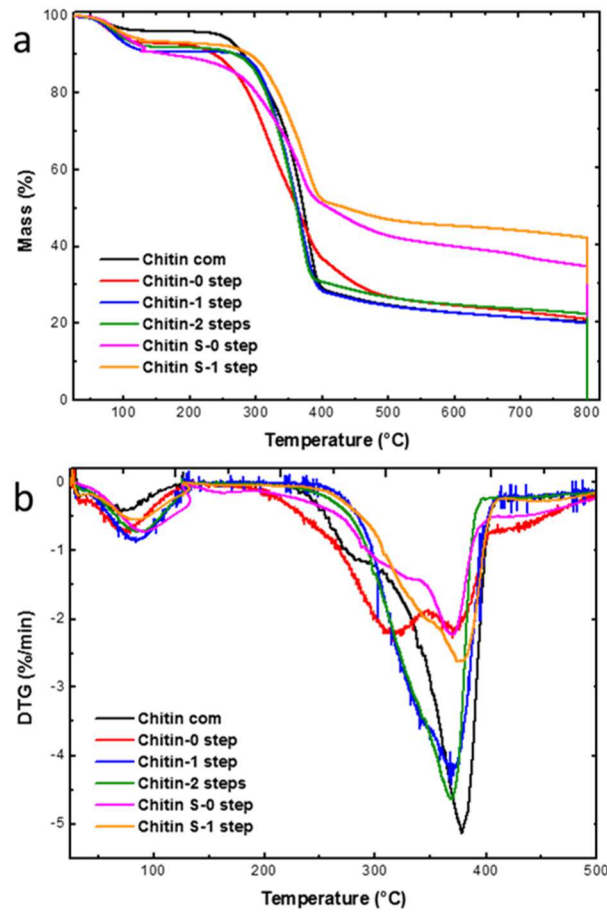 a
Mass (%)
100
80
60
40
20
0
Chitin com
Chitin-0 step
Chitin-1 step
Chitin-2 steps
Chitin S-0 step
Chitin S-1 step
100 200 300 400 500 600 700 800
Temperature (°C)
b
DTG (%/min)
0
-1
-2
-3
-4
-5
Chitin com
Chitin-0 step
Chitin-1 step
Chitin-2 steps
Chitin S-0 step
Chitin S-1 step
100 200 300 400 500
Temperature (°C)